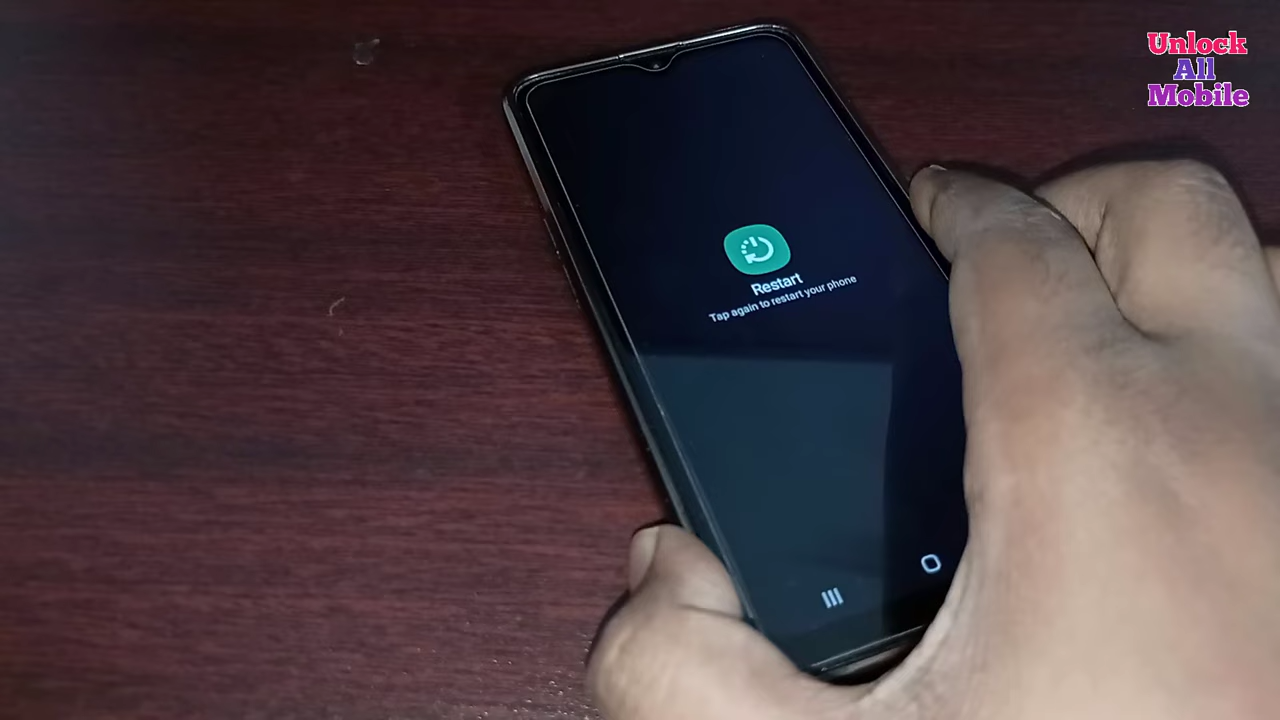 Unlock
All
Mobile
Restart
Tap again to restart your phone